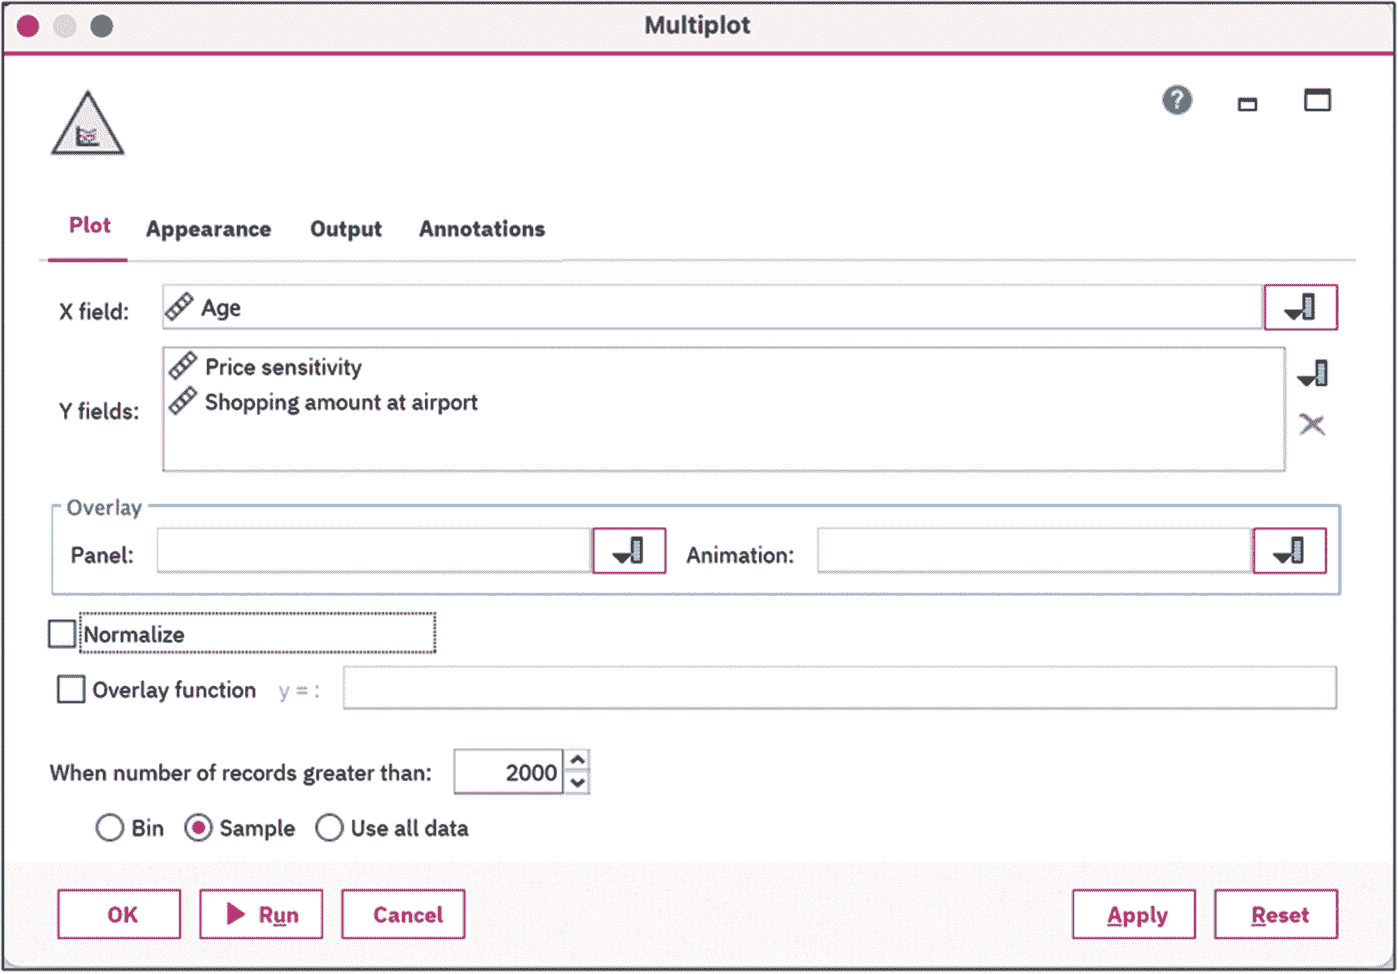 Multiplot
?
Plot Appearance Output Annotations
X field: Age
Price sensitivity
Y fields: Shopping amount at airport
Overlay
Panel: Animation:
Normalize
Overlay function y = :
When number of records greater than: 2000
Bin Sample Use all data
OK Run Cancel Apply Reset